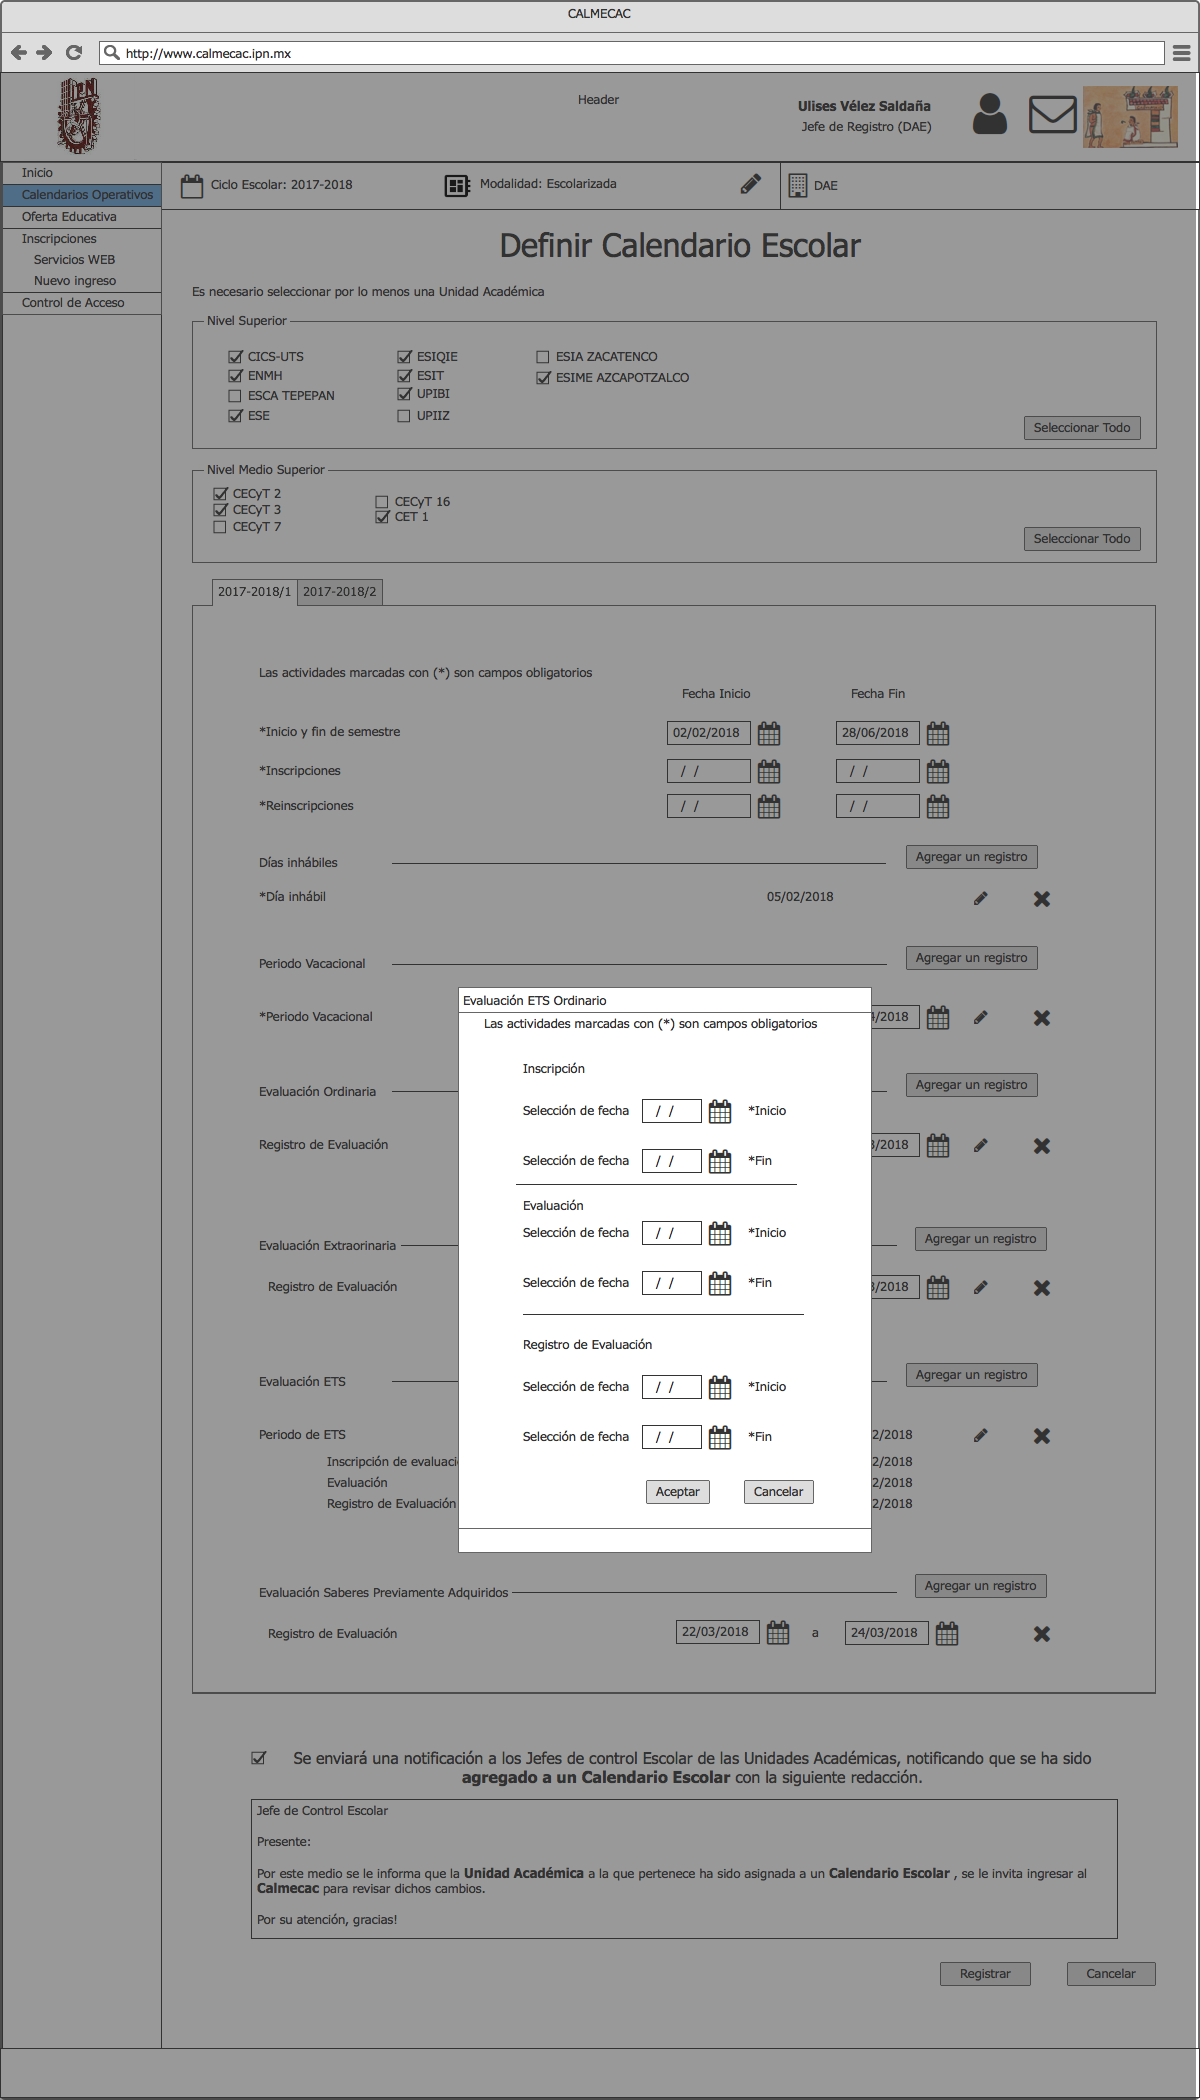 CALMECAC
http://www.calmecac.ipn.mx
IPN
Header
Ulises Vélez Saldaña
Jefe de Registro (DAE)
Inicio
Calendarios Operativos
Oferta Educativa
Inscripciones
Servicios WEB
Nuevo ingreso
Control de Acceso
Ciclo Escolar: 2017-2018
Modalidad: Escolarizada
DAE
Definir Calendario Escolar
Es necesario seleccionar por lo menos una Unidad Académica
Nivel Superior
CICS-UTS
ENMH
ESCA TEPEPAN
ESE
ESIQIE
ESIT
UPIBI
UPIIZ
ESIA ZACATENCO
ESIME AZCAPOTZALCO
Seleccionar Todo
Nivel Medio Superior
CECyT 2
CECyT 3
CECyT 7
CECyT 16
CET 1
Seleccionar Todo
2017-2018/1 2017-2018/2
Las actividades marcadas con (*) son campos obligatorios
Fecha Inicio Fecha Fin
*Inicio y fin de semestre 02/02/2018 28/06/2018
*Inscripciones / / / /
*Reinscripciones / / / /
Días inhábiles Agregar un registro
*Día inhábil 05/02/2018
Periodo Vacacional Agregar un registro
*Periodo Vacacional /2018
Evaluación Ordinaria Agregar un registro
Registro de Evaluación /2018
Evaluación Extraorinaria Agregar un registro
Registro de Evaluación /2018
Evaluación ETS Agregar un registro
Periodo de ETS 2/2018
Inscripción de evaluaci 2/2018
Evaluación 2/2018
Registro de Evaluación 2/2018
Evaluación ETS Ordinario
Las actividades marcadas con (*) son campos obligatorios
Inscripción
Selección de fecha / / *Inicio
Selección de fecha / / *Fin
Evaluación
Selección de fecha / / *Inicio
Selección de fecha / / *Fin
Registro de Evaluación
Selección de fecha / / *Inicio
Selección de fecha / / *Fin
Aceptar Cancelar
Evaluación Saberes Previamente Adquiridos Agregar un registro
Registro de Evaluación 22/03/2018 a 24/03/2018
Se enviará una notificación a los Jefes de control Escolar de las Unidades Académicas, notificando que se ha sido
agregado a un Calendario Escolar con la siguiente redacción.
Jefe de Control Escolar
Presente:
Por este medio se le informa que la Unidad Académica a la que pertenece ha sido asignada a un Calendario Escolar , se le invita ingresar al
Calmecac para revisar dichos cambios.
Por su atención, gracias!
Registrar Cancelar